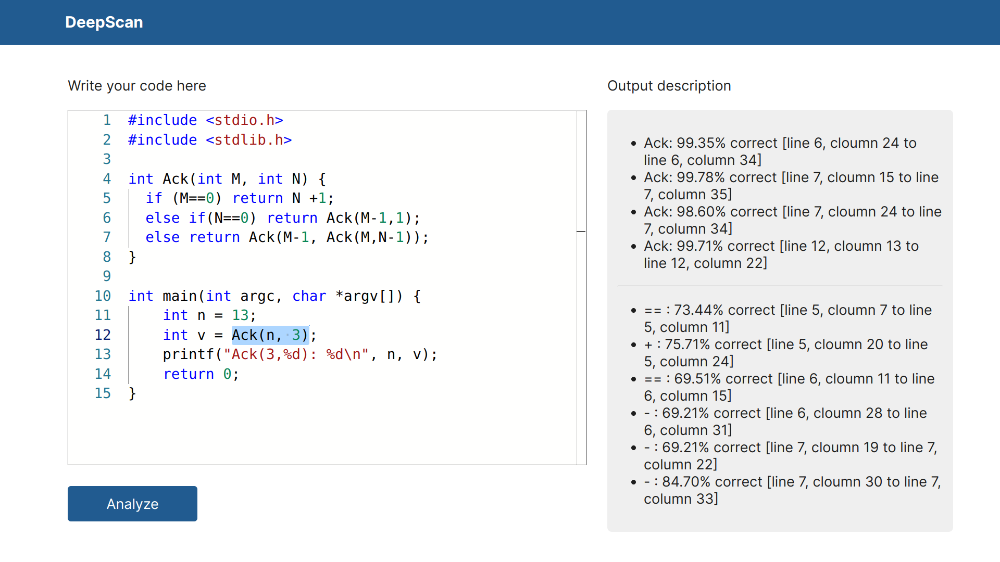 DeepScan
Write your code here
1 #include <stdio.h>
2 #include <stdlib.h>
3
4 int Ack(int M, int N) {
5 if (M==0) return N +1;
6 else if(N==0) return Ack(M-1,1);
7 else return Ack(M-1, Ack(M,N-1));
8 }
9
10 int main(int argc, char *argv[]) {
11 int n = 13;
12 int v = Ack(n, 3);
13 printf("Ack(3,%d): %d\n", n, v);
14 return 0;
15 }
Analyze
Output description
• Ack: 99.35% correct [line 6, cloumn 24 to
line 6, column 34]
• Ack: 99.78% correct [line 7, cloumn 15 to line
7, column 35]
• Ack: 98.60% correct [line 7, cloumn 24 to line
7, column 34]
• Ack: 99.71% correct [line 12, cloumn 13 to
line 12, column 22]
• == : 73.44% correct [line 5, cloumn 7 to line
5, column 11]
• + : 75.71% correct [line 5, cloumn 20 to line
5, column 24]
• == : 69.51% correct [line 6, cloumn 11 to line
6, column 15]
• - : 69.21% correct [line 6, cloumn 28 to line
6, column 31]
• - : 69.21% correct [line 7, cloumn 19 to line 7,
column 22]
• - : 84.70% correct [line 7, cloumn 30 to line 7,
column 33]